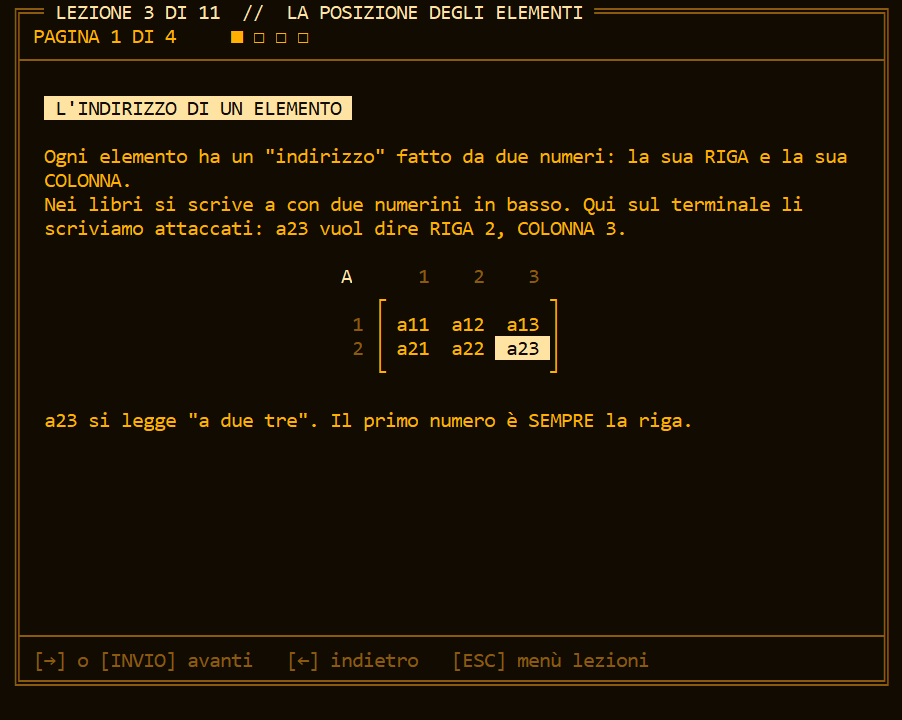 LEZIONE 3 DI 11 // LA POSIZIONE DEGLI ELEMENTI
PAGINA 1 DI 4 ■ □ □ □
L'INDIRIZZO DI UN ELEMENTO
Ogni elemento ha un "indirizzo" fatto da due numeri: la sua RIGA e la sua
COLONNA.
Nei libri si scrive a con due numerini in basso. Qui sul terminale li
scriviamo attaccati: a23 vuol dire RIGA 2, COLONNA 3.
A 1 2 3
1 a11 a12 a13
2 a21 a22 a23
a23 si legge "a due tre". Il primo numero è SEMPRE la riga.
[→] o [INVIO] avanti [←] indietro [ESC] menù lezioni